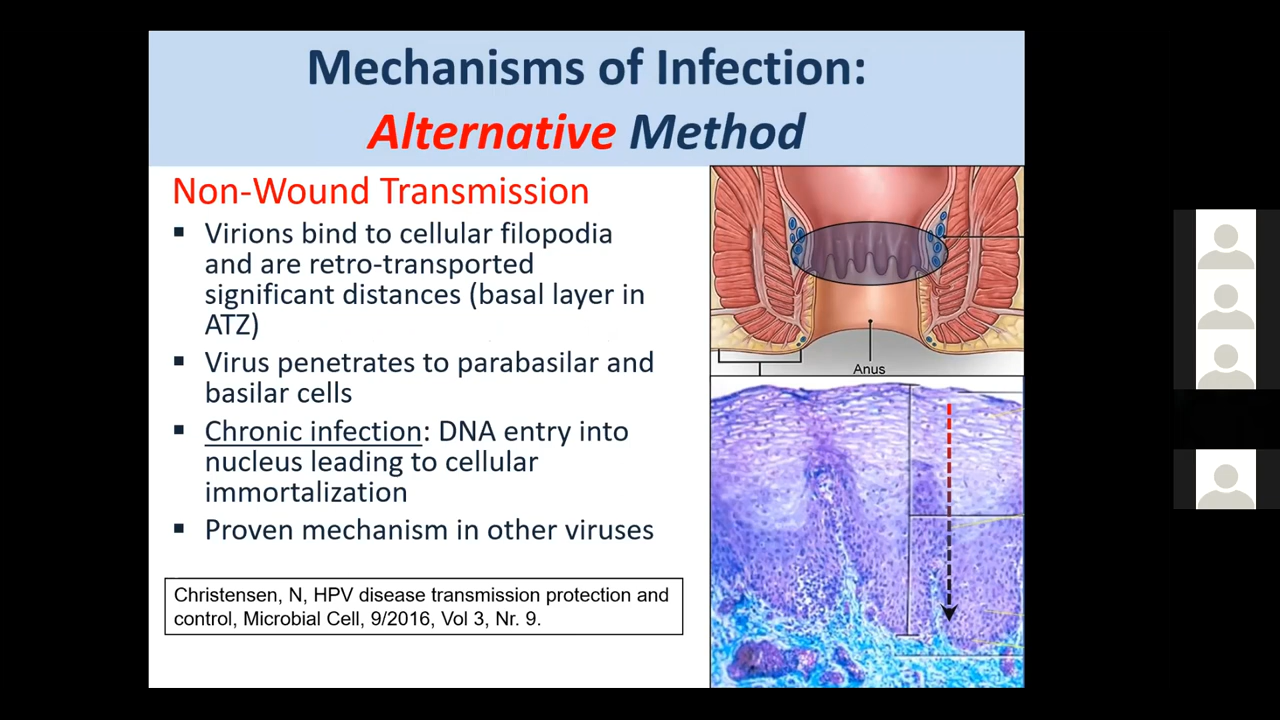 Mechanisms of Infection:
Alternative Method
Non-Wound Transmission
▪ Virions bind to cellular filopodia
and are retro-transported
significant distances (basal layer in
ATZ)
▪ Virus penetrates to parabasilar and
basilar cells
▪ Chronic infection: DNA entry into
nucleus leading to cellular
immortalization
▪ Proven mechanism in other viruses
Christensen, N, HPV disease transmission protection and
control, Microbial Cell, 9/2016, Vol 3, Nr. 9.
Anus